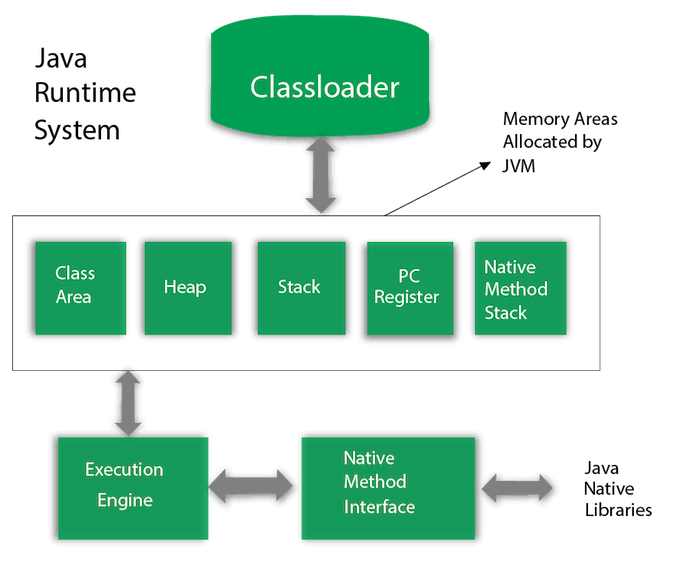 Java
Runtime
System
Classloader
Memory Areas
Allocated by
JVM
Class
Area
Heap
Stack
PC
Register
Native
Method
Stack
Execution
Engine
Native
Method
Interface
Java
Native
Libraries